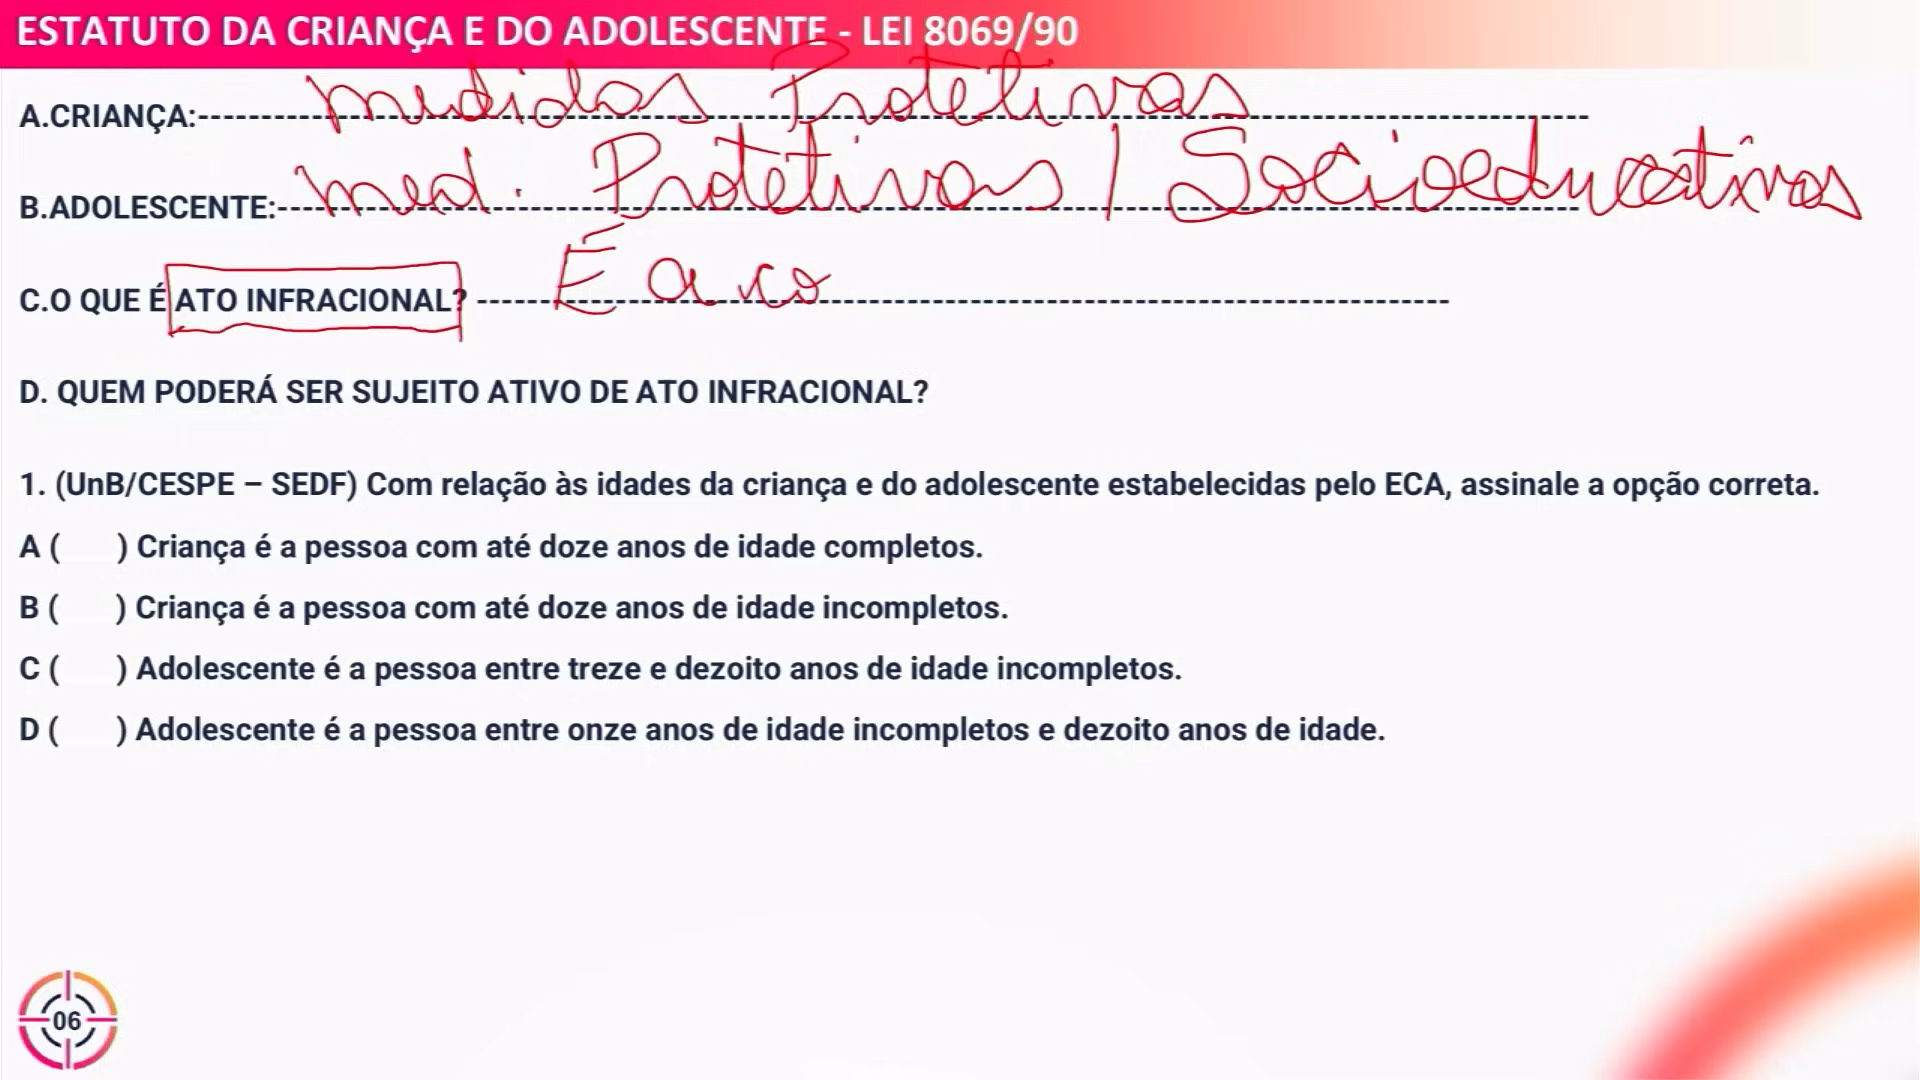 ESTATUTO DA CRIANÇA E DO ADOLESCENTE - LEI 8069/90
A.CRIANÇA:-------- medidas Protetivas
B.ADOLESCENTE:-------- med. Protetivas / Socioeducativas
C.O QUE É ATO INFRACIONAL? -------- É a co
D. QUEM PODERÁ SER SUJEITO ATIVO DE ATO INFRACIONAL?
1. (UnB/CESPE – SEDF) Com relação às idades da criança e do adolescente estabelecidas pelo ECA, assinale a opção correta.
A ( ) Criança é a pessoa com até doze anos de idade completos.
B ( ) Criança é a pessoa com até doze anos de idade incompletos.
C ( ) Adolescente é a pessoa entre treze e dezoito anos de idade incompletos.
D ( ) Adolescente é a pessoa entre onze anos de idade incompletos e dezoito anos de idade.
06